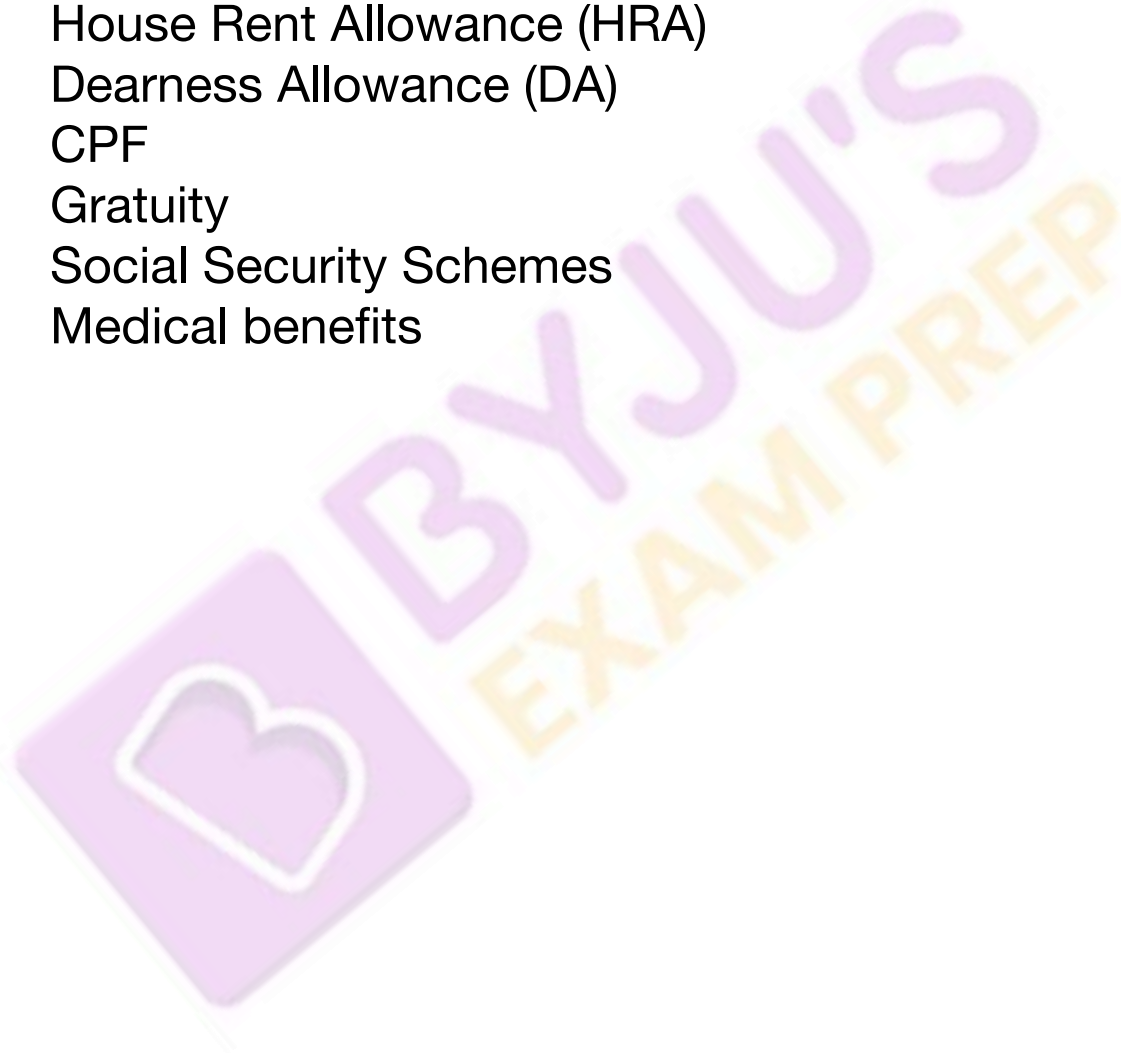 House Rent Allowance (HRA)
Dearness Allowance (DA)
CPF
Gratuity
Social Security Schemes
Medical benefits
BYJU'S
EXAM PREP